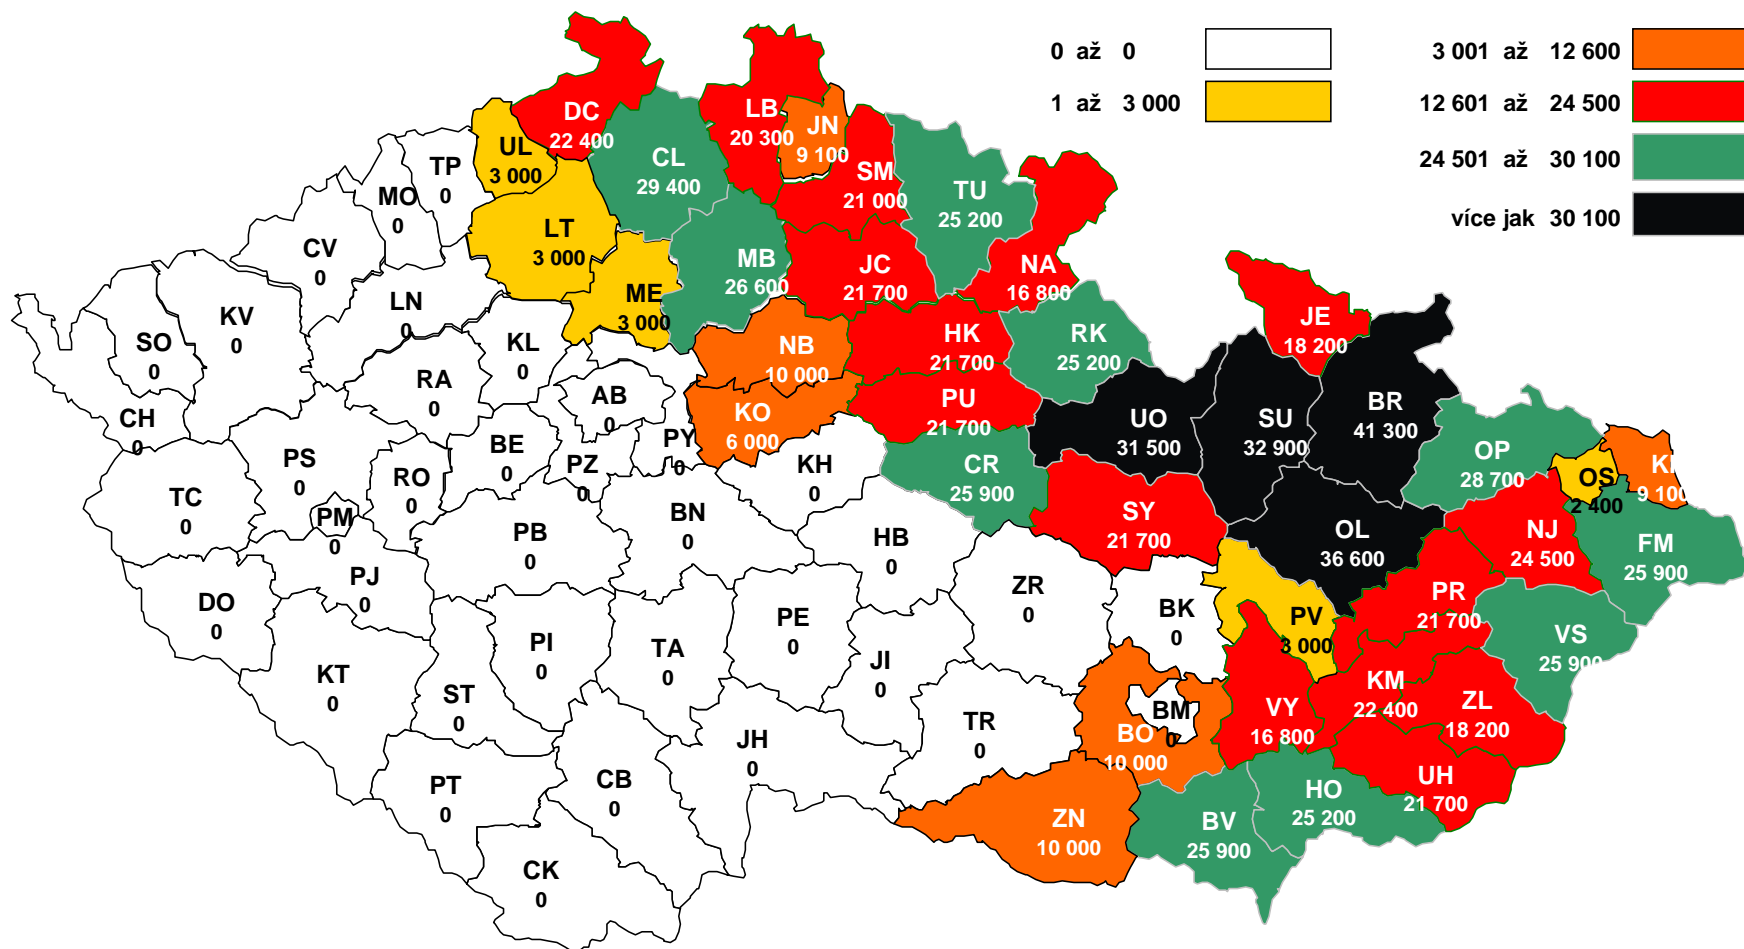 0 až 0
3 001 až 12 600
1 až 3 000
12 601 až 24 500
24 501 až 30 100
více jak 30 100
DC
22 400
LB
20 300
JN
9 100
UL
3 000
CL
29 400
SM
21 000
TU
25 200
TP
0
MO
0
LT
3 000
CV
0
MB
26 600
JC
21 700
NA
16 800
ME
3 000
LN
0
KV
0
SO
0
KL
0
NB
10 000
HK
21 700
RK
25 200
JE
18 200
RA
0
AB
0
KO
6 000
PU
21 700
UO
31 500
SU
32 900
BR
41 300
CH
0
BE
0
PY
0
PS
0
RO
0
PZ
0
KH
0
CR
25 900
OP
28 700
OS
2 400
9 100
TC
0
PM
0
PB
0
BN
0
HB
0
SY
21 700
OL
36 600
NJ
24 500
FM
25 900
PJ
0
DO
0
PI
0
TA
0
PE
0
ZR
0
BK
0
PV
3 000
PR
21 700
VS
25 900
KT
0
ST
0
JI
0
KM
22 400
ZL
18 200
TR
0
BM
0
BO
10 000
VY
16 800
JH
0
PT
0
CB
0
UH
21 700
HO
25 200
ZN
10 000
BV
25 900
CK
0